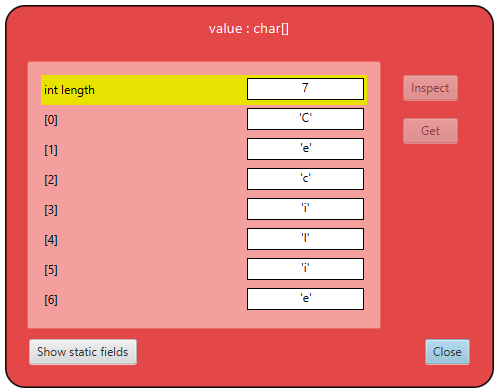 value : char[]
int length 7
Inspect
[0] 'C'
Get
[1] 'e'
[2] 'c'
[3] 'i'
[4] 'l'
[5] 'i'
[6] 'e'
Show static fields
Close